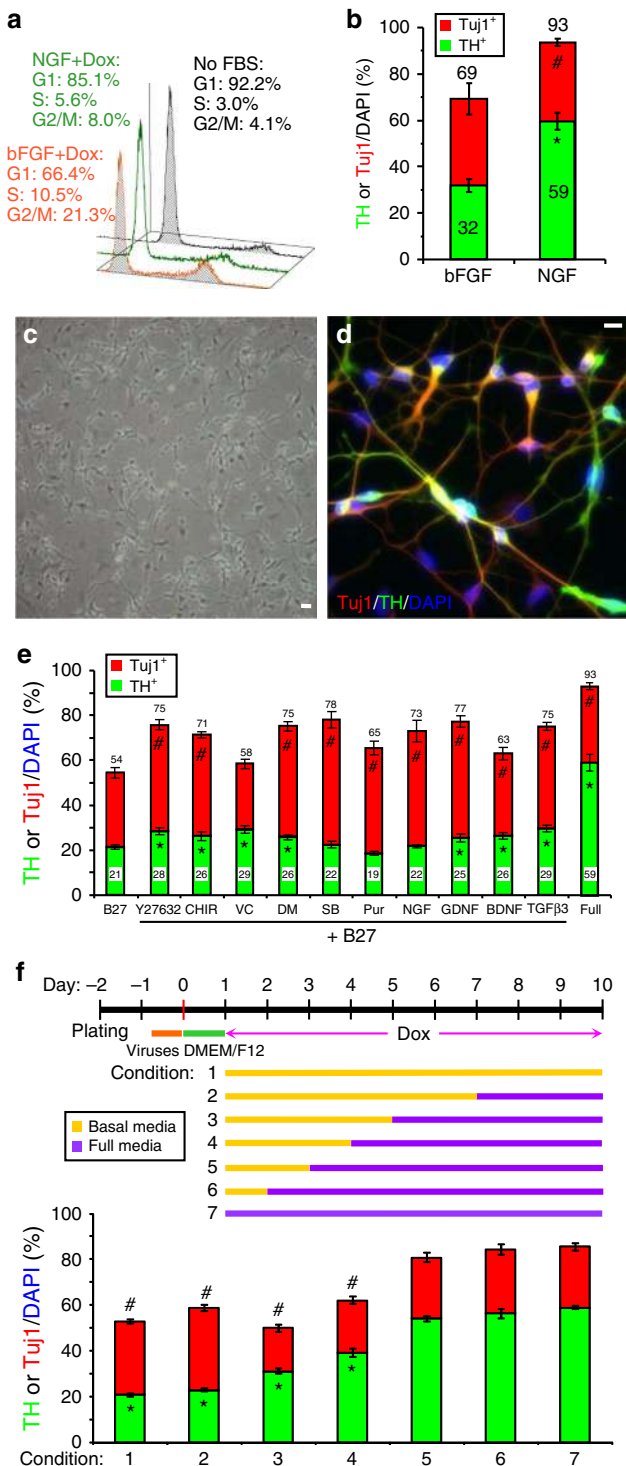 a
NGF+Dox:
G1: 85.1%
S: 5.6%
G2/M: 8.0%
No FBS:
G1: 92.2%
S: 3.0%
G2/M: 4.1%
bFGF+Dox:
G1: 66.4%
S: 10.5%
G2/M: 21.3%
b
TH or Tuj1/DAPI (%)
100
80
60
40
20
0
Tuj1+
TH+
69
93
#
*
32
59
bFGF
NGF
c
d
Tuj1/TH/DAPI
e
TH or Tuj1/DAPI (%)
100
80
60
40
20
0
Tuj1+
TH+
54 75 71 58 75 78 65 73 77 63 75 93
# # # # # # # # # #
* * * * * * * *
21 28 26 29 26 22 19 22 25 26 29 59
B27 Y27632 CHIR VC DM SB Pur NGF GDNF BDNF TGFβ3 Full
+ B27
f
Day: –2 –1 0 1 2 3 4 5 6 7 8 9 10
Plating
Viruses DMEM/F12
Dox
Condition: 1
2
3
4
5
6
7
Basal media
Full media
TH or Tuj1/DAPI (%)
100
80
60
40
20
0
# # # #
* * * *
Condition: 1 2 3 4 5 6 7